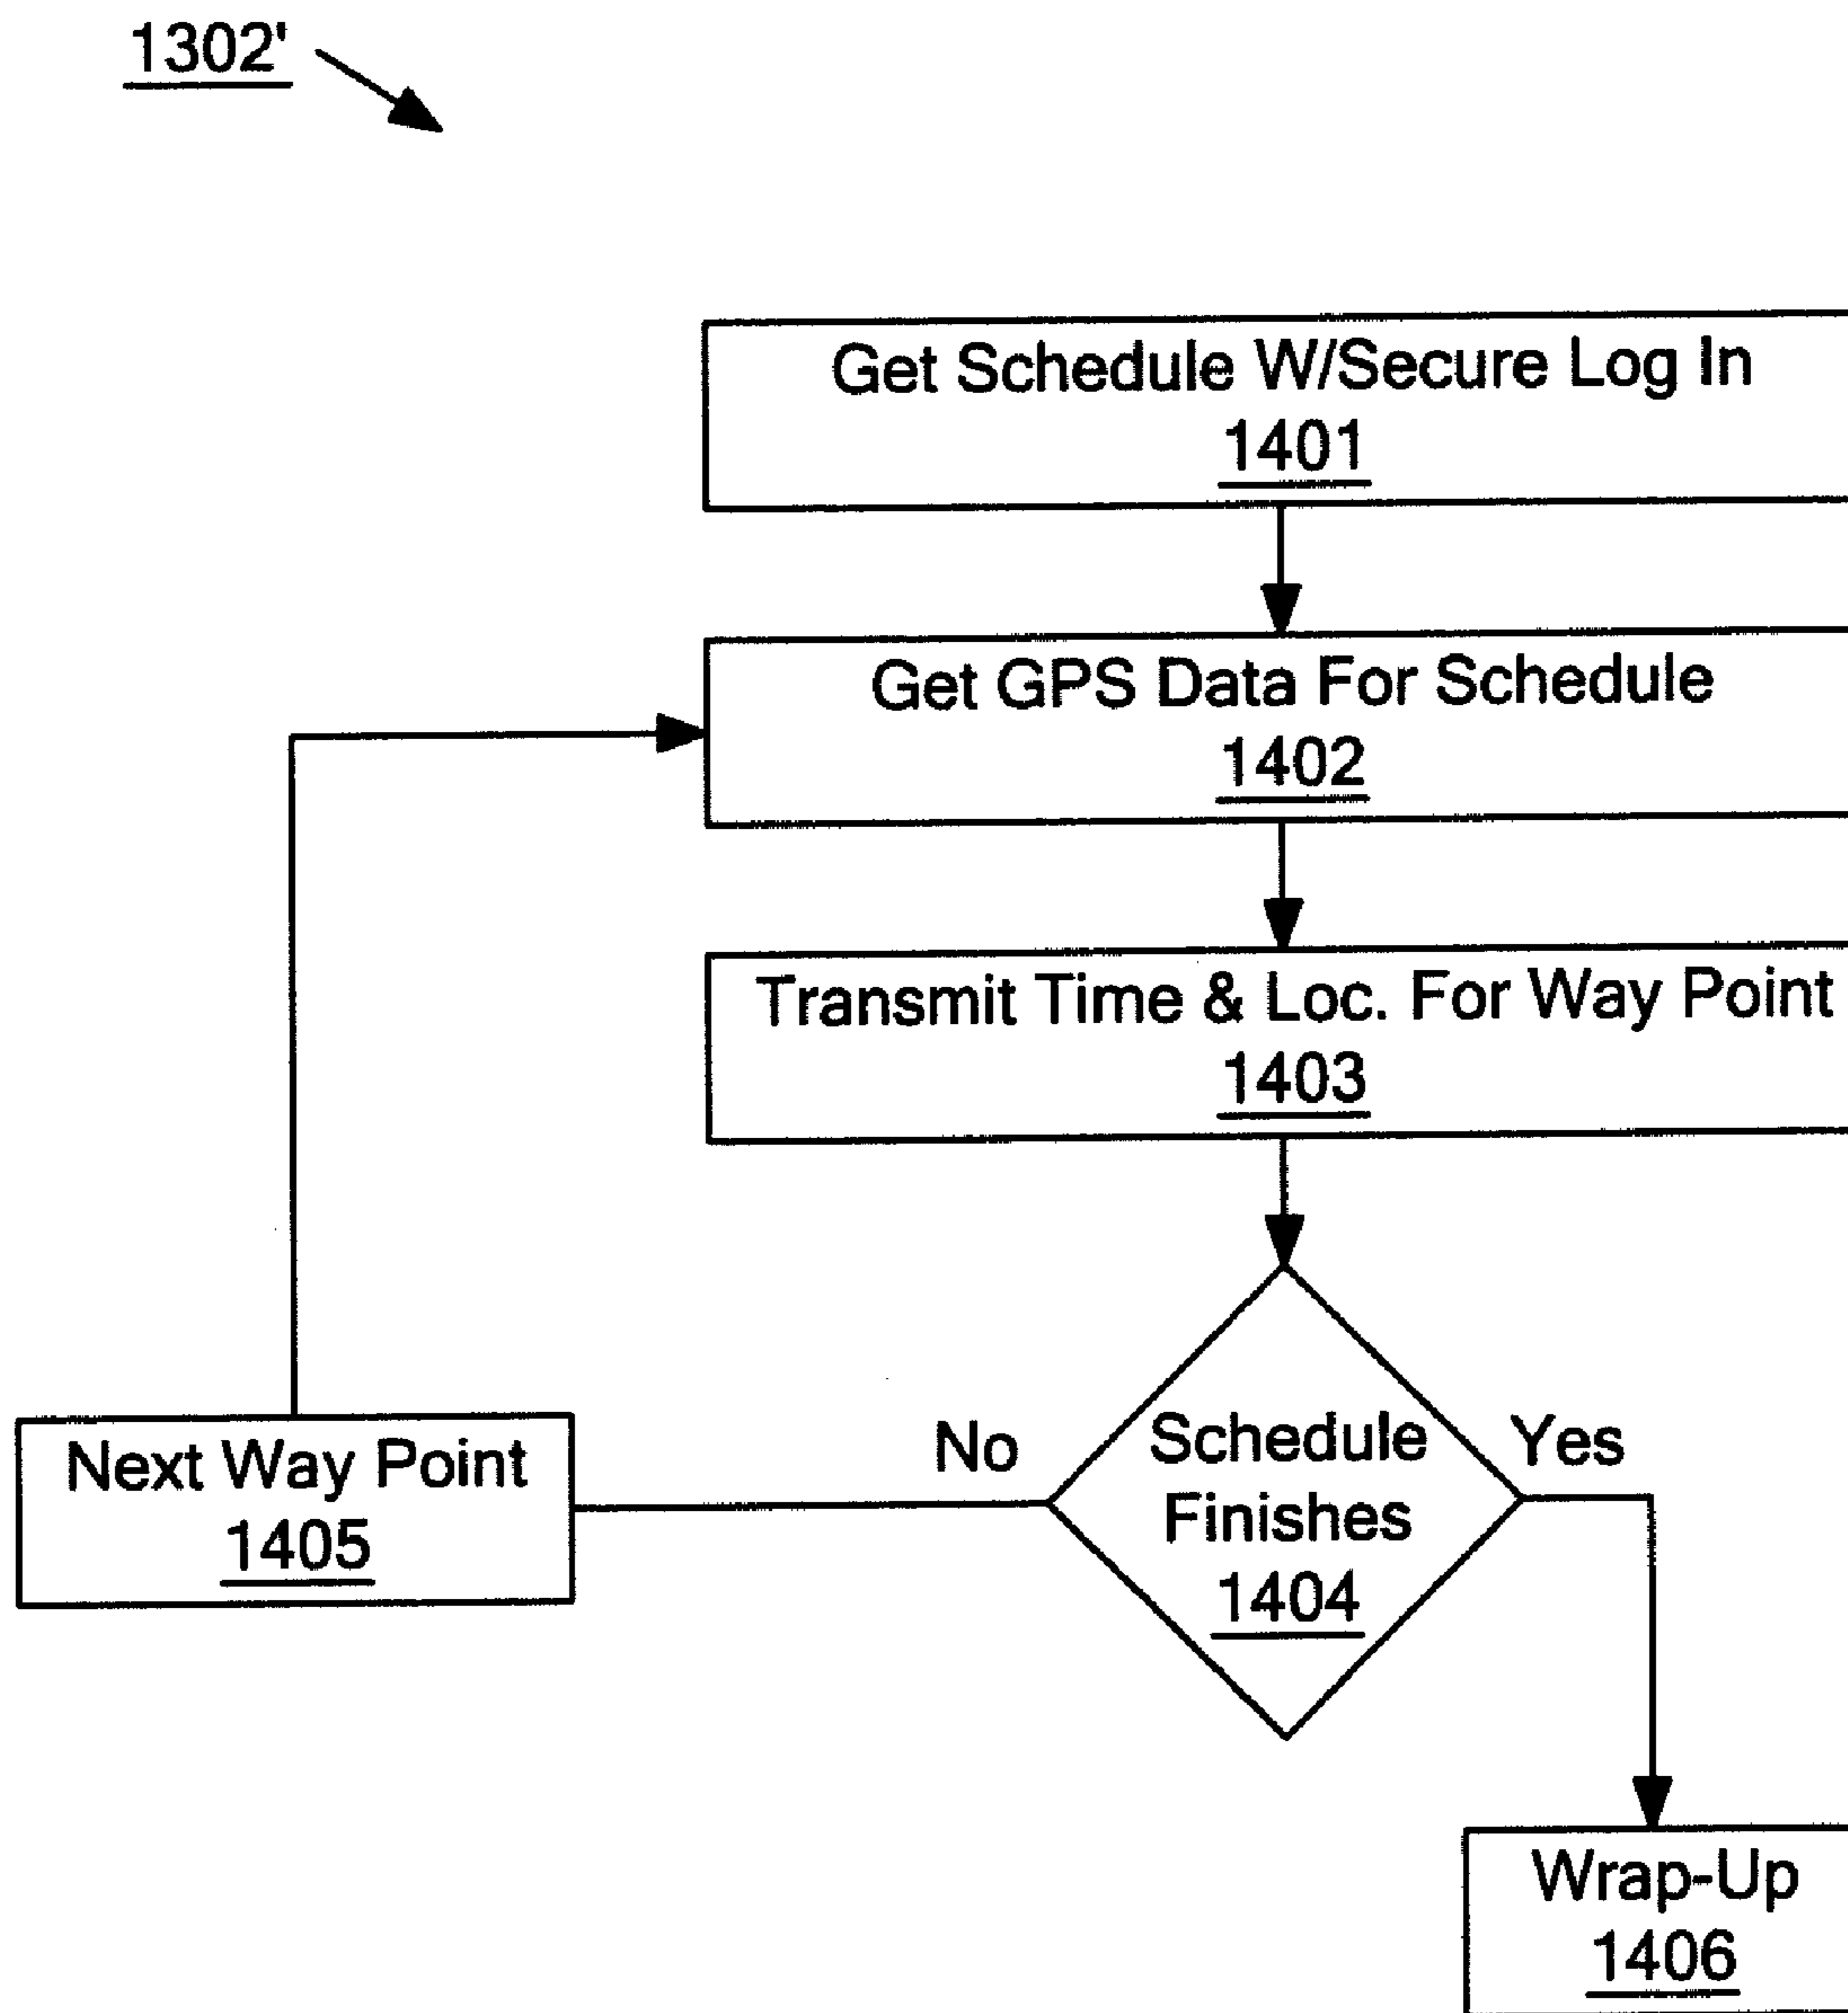 1302'
Get Schedule W/Secure Log In
1401
Get GPS Data For Schedule
1402
Transmit Time & Loc. For Way Point
1403
No
Schedule
Finishes
1404
Yes
Next Way Point
1405
Wrap-Up
1406